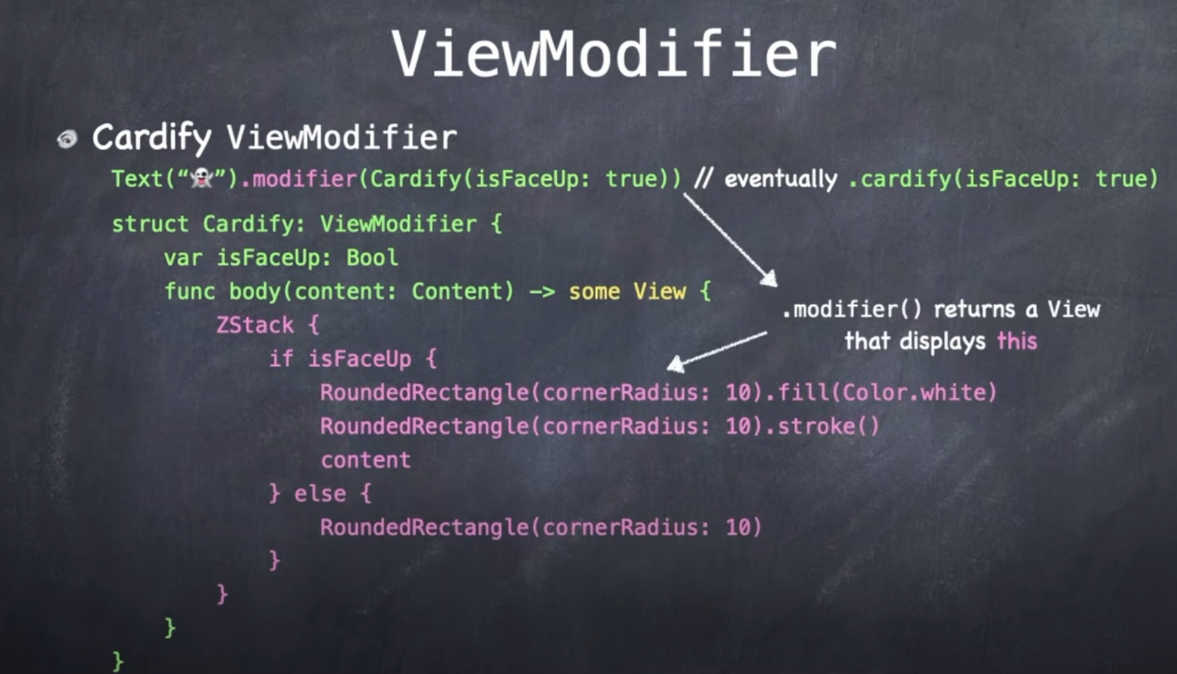 ViewModifier
Cardify ViewModifier
Text(“👻”).modifier(Cardify(isFaceUp: true)) // eventually .cardify(isFaceUp: true)
struct Cardify: ViewModifier {
    var isFaceUp: Bool
    func body(content: Content) -> some View {
        ZStack {
            if isFaceUp {
                RoundedRectangle(cornerRadius: 10).fill(Color.white)
                RoundedRectangle(cornerRadius: 10).stroke()
                content
            } else {
                RoundedRectangle(cornerRadius: 10)
            }
        }
    }
}
.modifier() returns a View
that displays this